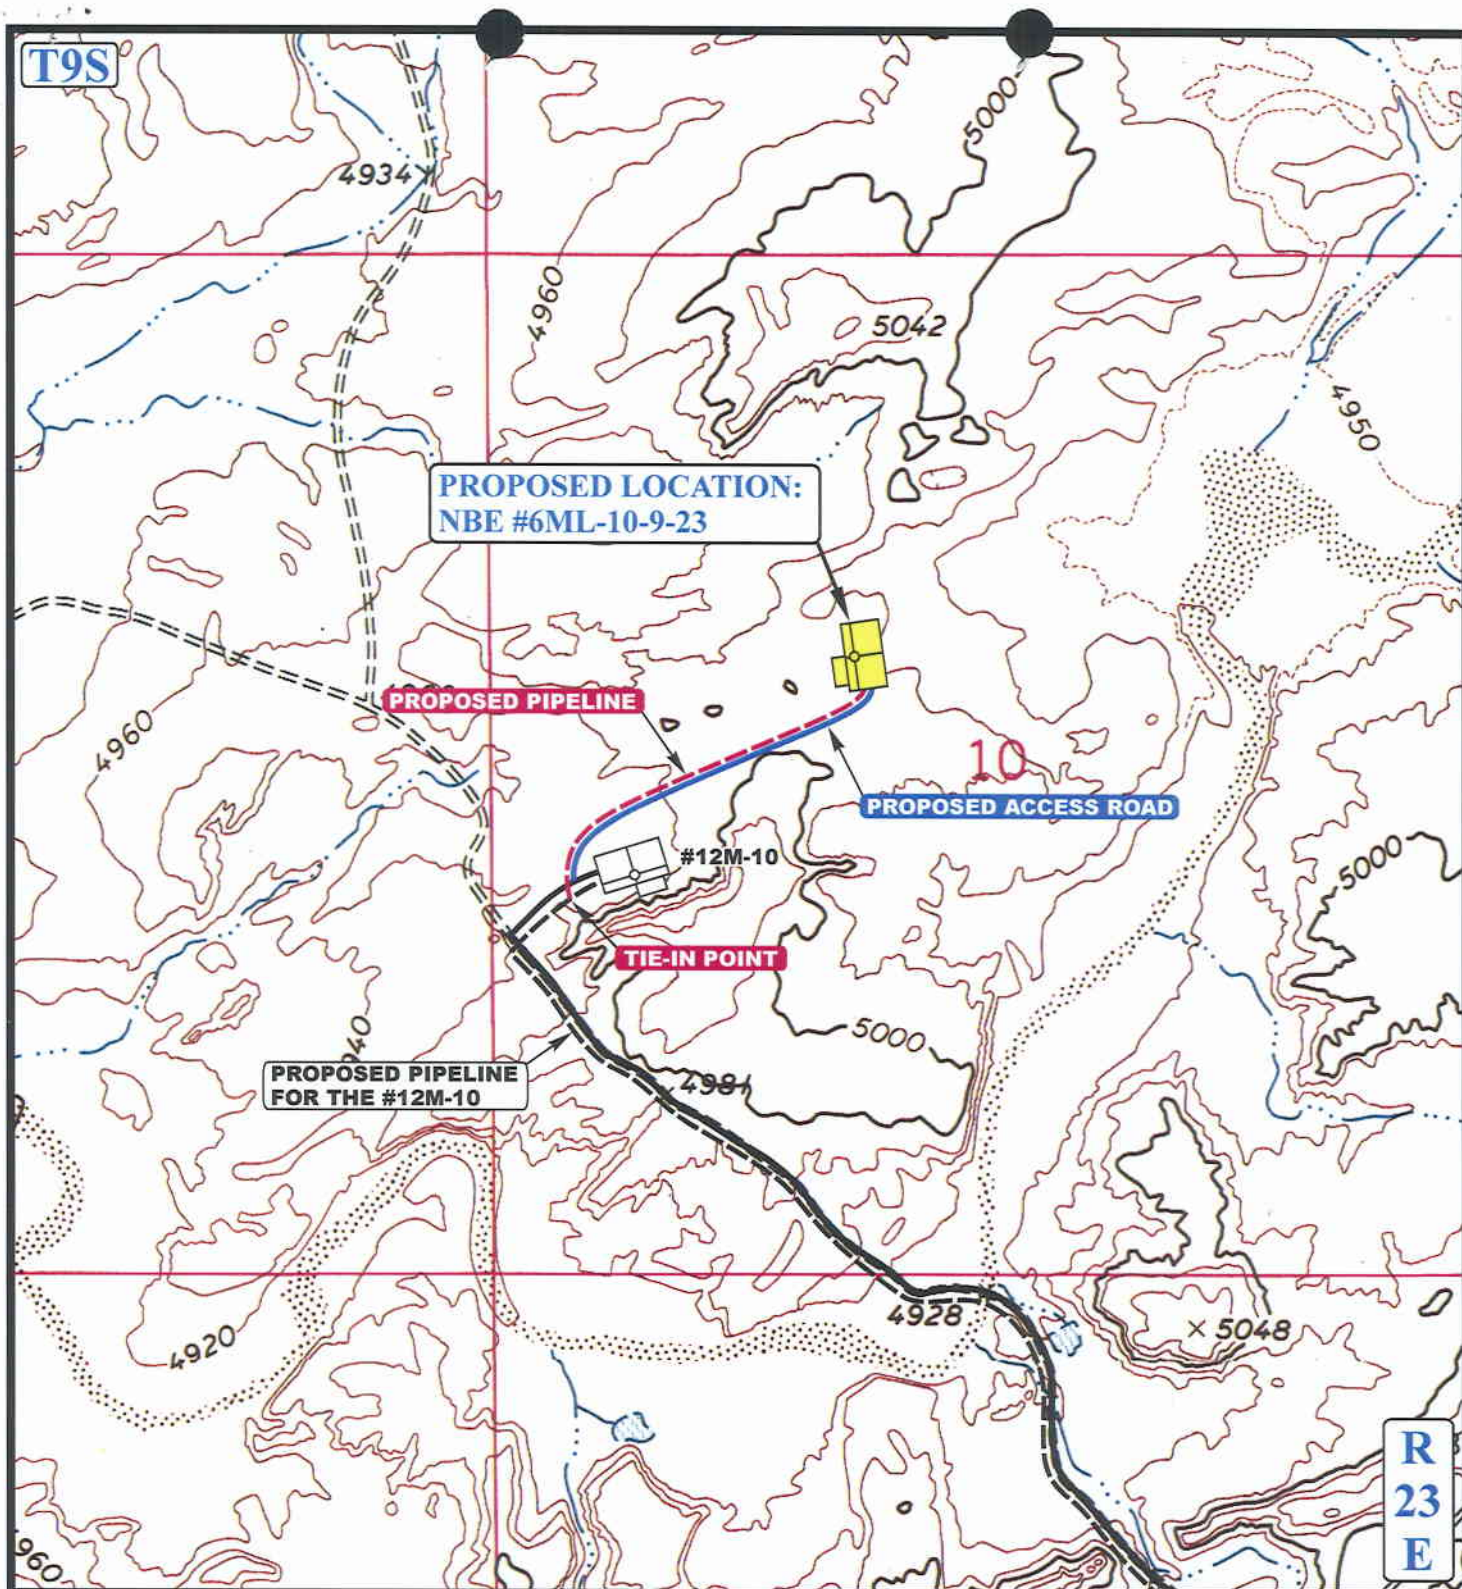 T9S
5000
4934
4960
5042
4950
PROPOSED LOCATION:
NBE #6ML-10-9-23
PROPOSED PIPELINE
4960
10
PROPOSED ACCESS ROAD
#12M-10
5000
TIE-IN POINT
5000
940
PROPOSED PIPELINE
FOR THE #12M-10
4981
4928
5048
4920
R
23
E
960